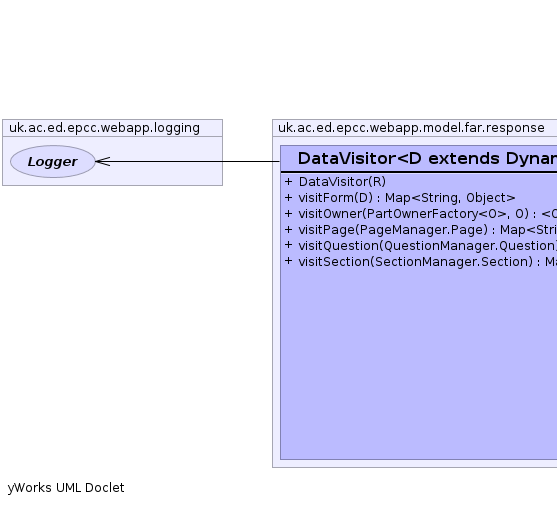 uk.ac.ed.epcc.webapp.logging
Logger
uk.ac.ed.epcc.webapp.model.far.response
DataVisitor<D extends Dynam
+ DataVisitor(R)
+ visitForm(D) : Map<String, Object>
+ visitOwner(PartOwnerFactory<O>, O) : <O
+ visitPage(PageManager.Page) : Map<Stri
+ visitQuestion(QuestionManager.Question)
+ visitSection(SectionManager.Section) : Ma
yWorks UML Doclet